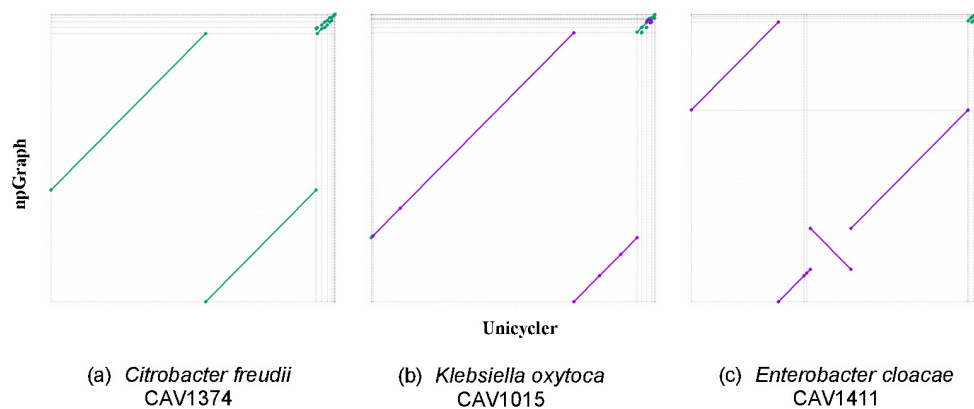 npGraph
Unicycler
(a) Citrobacter freudii
CAV1374
(b) Klebsiella oxytoca
CAV1015
(c) Enterobacter cloacae
CAV1411